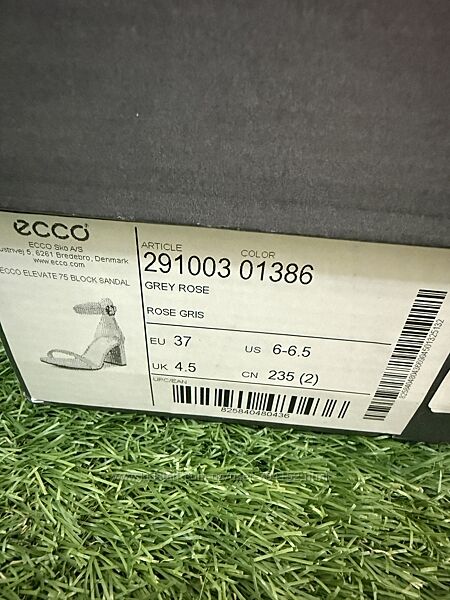 ecco
ECCO Sko A/S
ustrivej 5, 6261 Bredebro, Denmark
www.ecco.com
ECCO ELEVATE 75 BLOCK SANDAL
ARTICLE COLOR
291003 01386
GREY ROSE
ROSE GRIS
EU 37 US 6-6.5
UK 4.5 CN 235 (2)
UPC/EAN
825840480436